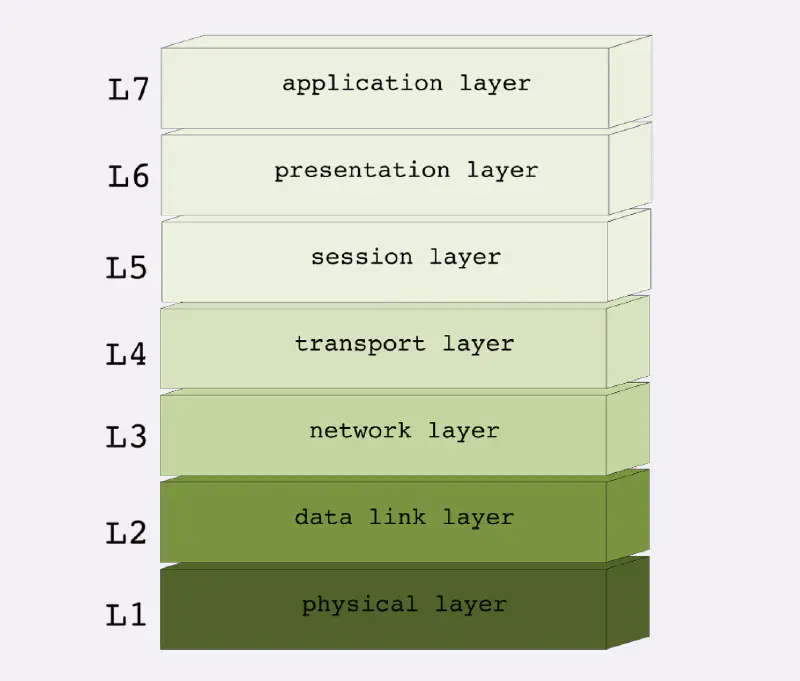 L7 application layer
L6 presentation layer
L5 session layer
L4 transport layer
L3 network layer
L2 data link layer
L1 physical layer